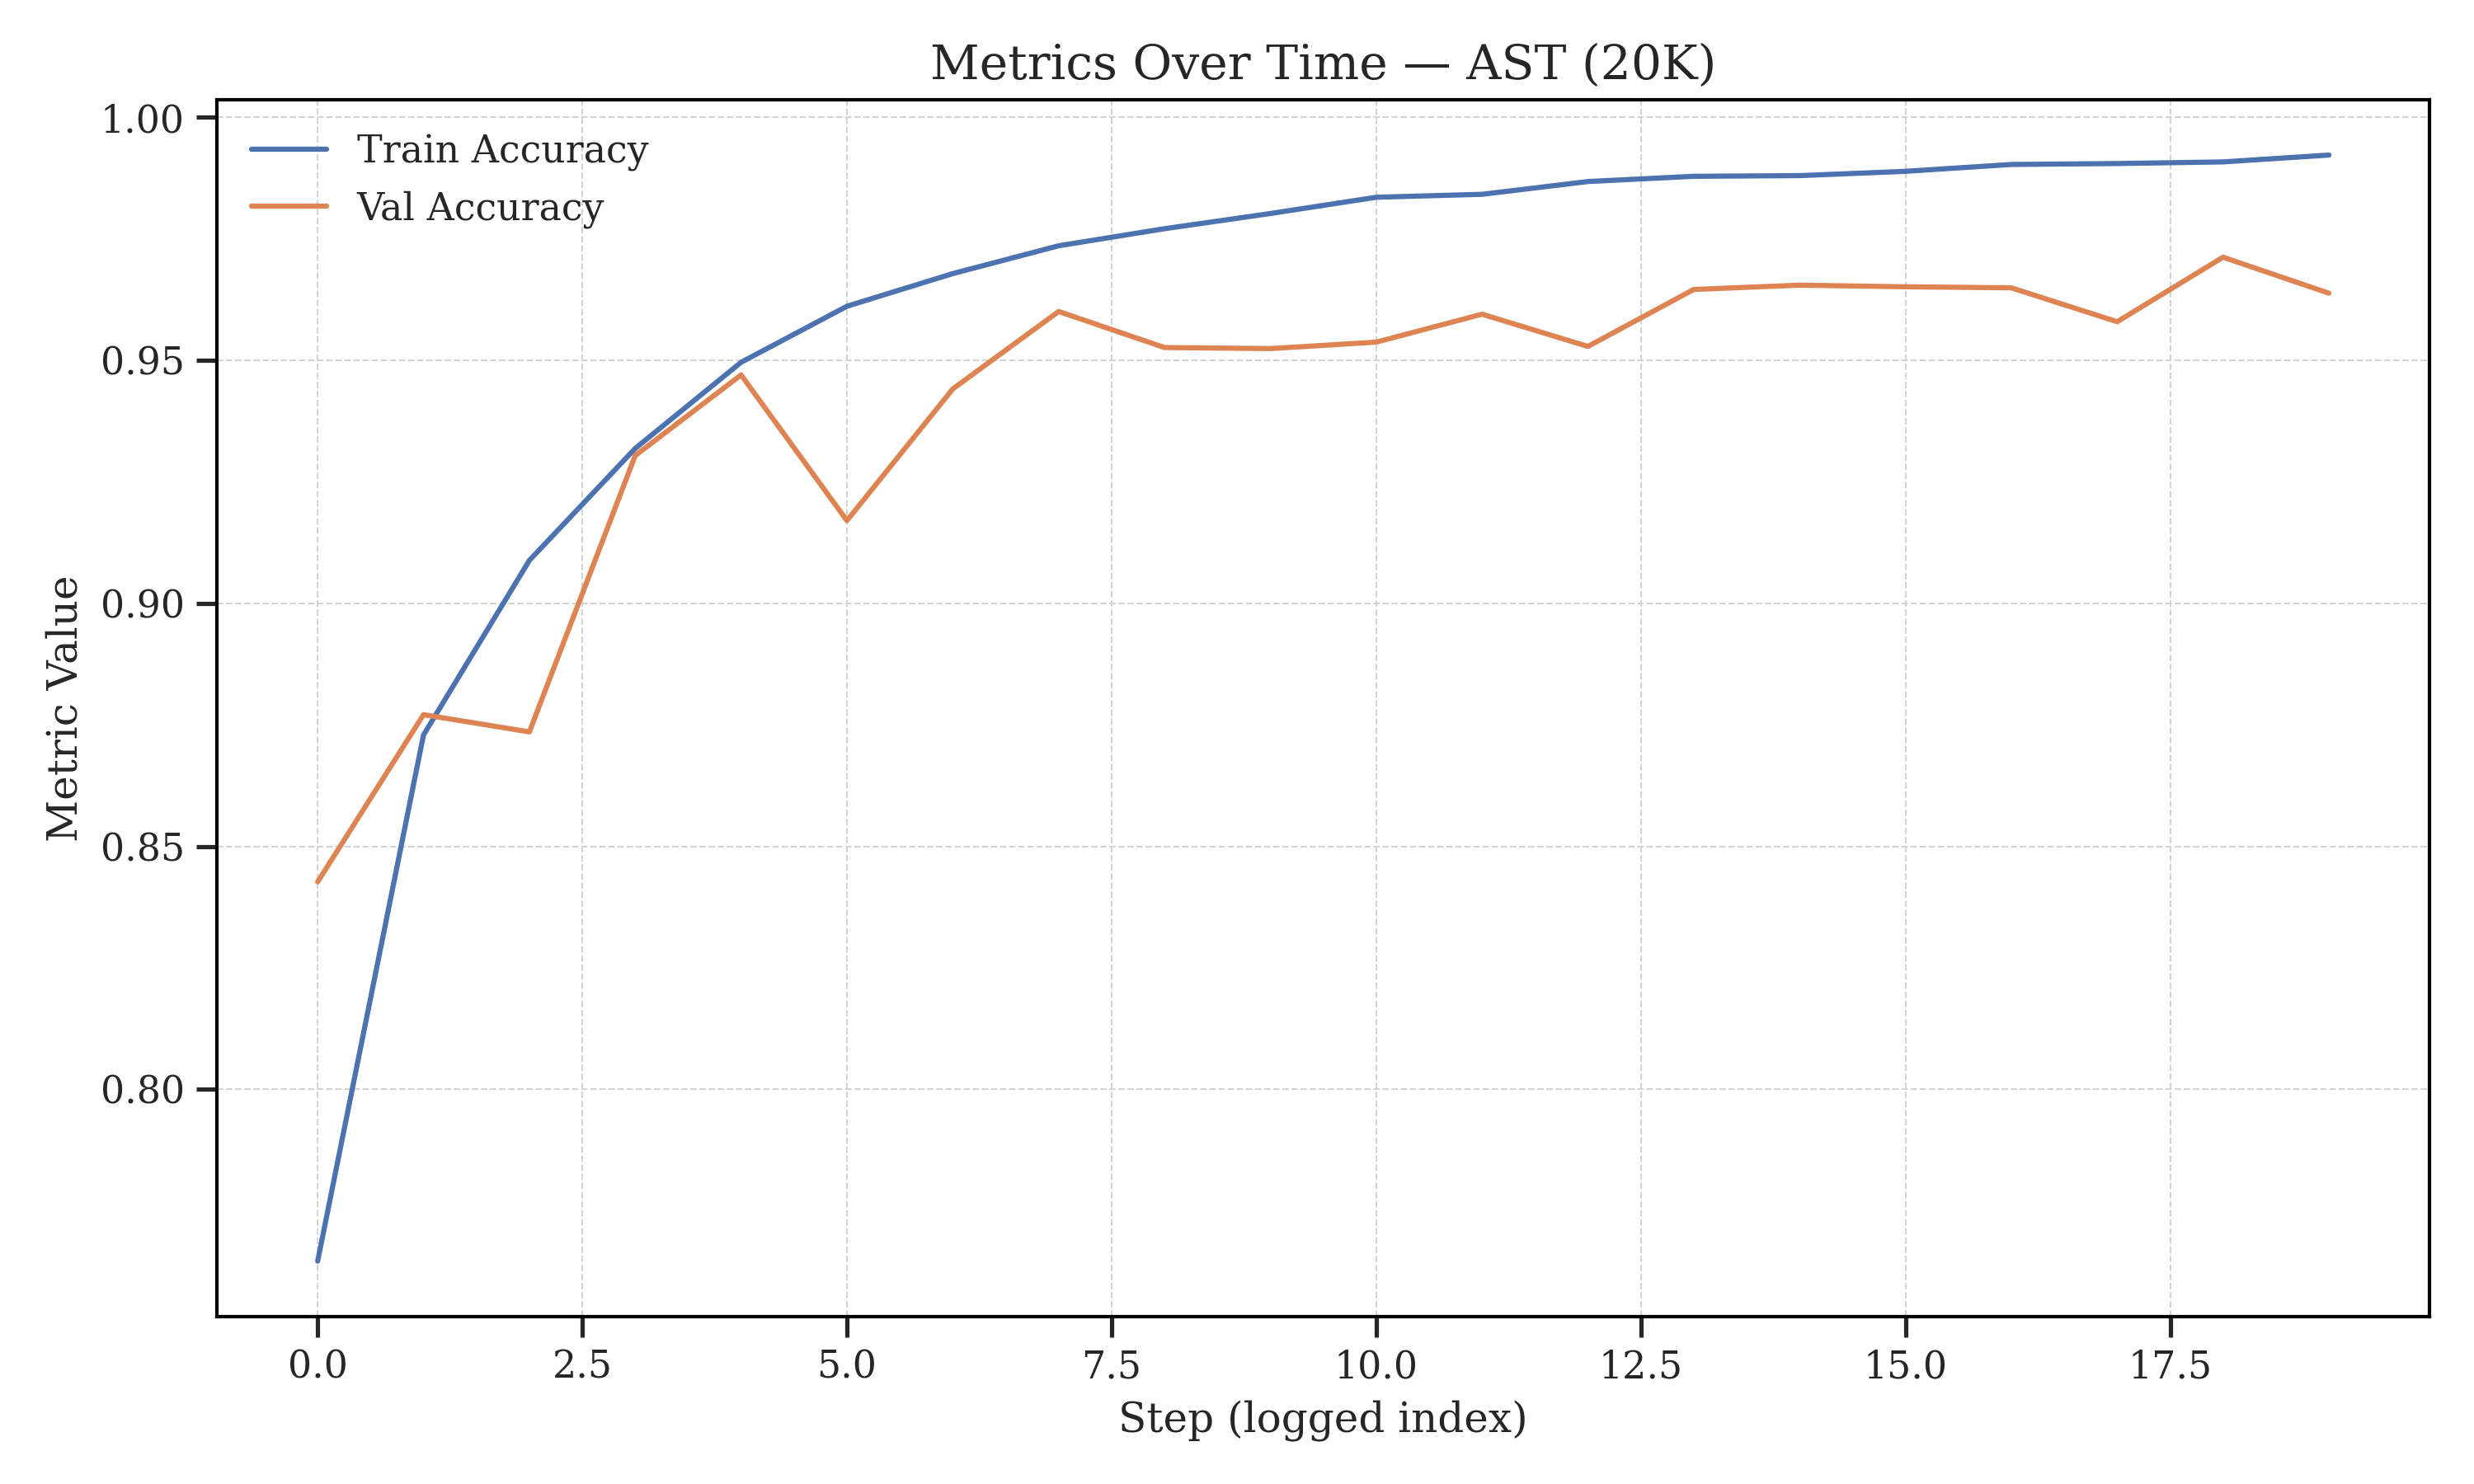 Metrics Over Time — AST (20K)
Train Accuracy
Val Accuracy
Metric Value
1.00
0.95
0.90
0.85
0.80
0.0 2.5 5.0 7.5 10.0 12.5 15.0 17.5
Step (logged index)